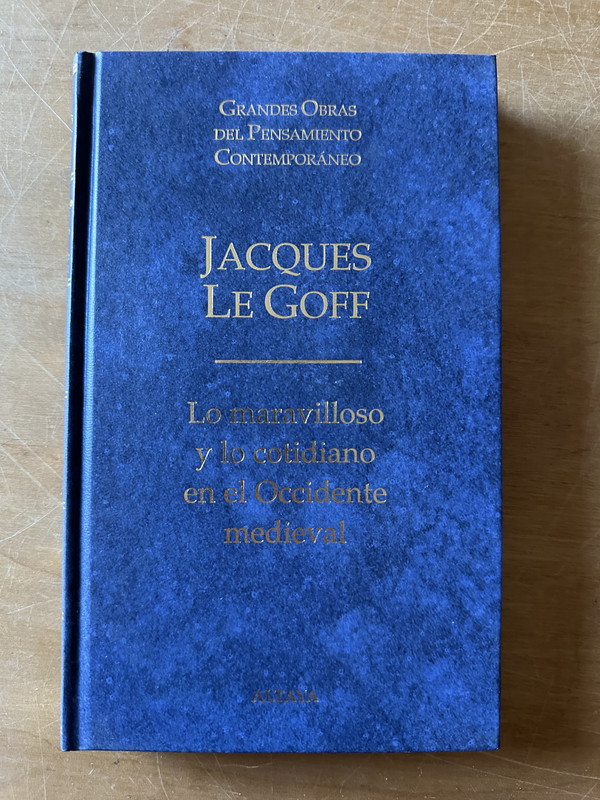 GRANDES OBRAS
DEL PENSAMIENTO
CONTEMPORÁNEO
JACQUES
LE GOFF
Lo maravilloso
y lo cotidiano
en el Occidente
medieval
ALTAYA